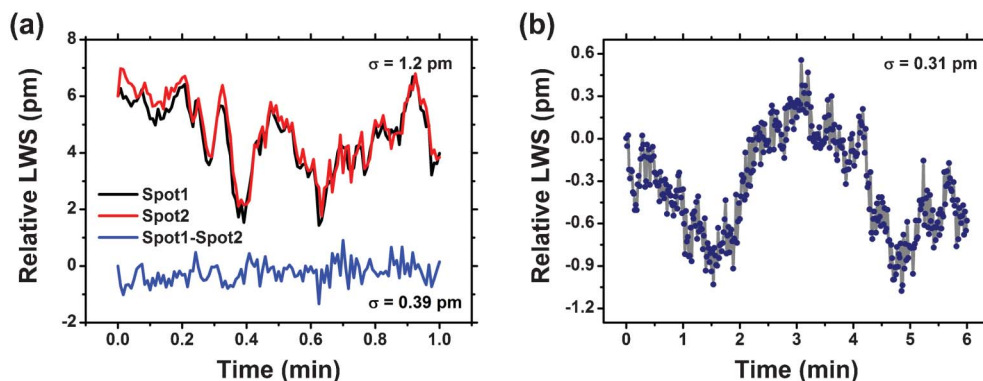 (a)
Relative LWS (pm)
8
6
4
2
0
-2
σ = 1.2 pm
Spot1
Spot2
Spot1-Spot2
σ = 0.39 pm
0.0 0.2 0.4 0.6 0.8 1.0
Time (min)
(b)
Relative LWS (pm)
0.6
0.3
0.0
-0.3
-0.6
-0.9
-1.2
σ = 0.31 pm
0 1 2 3 4 5 6
Time (min)